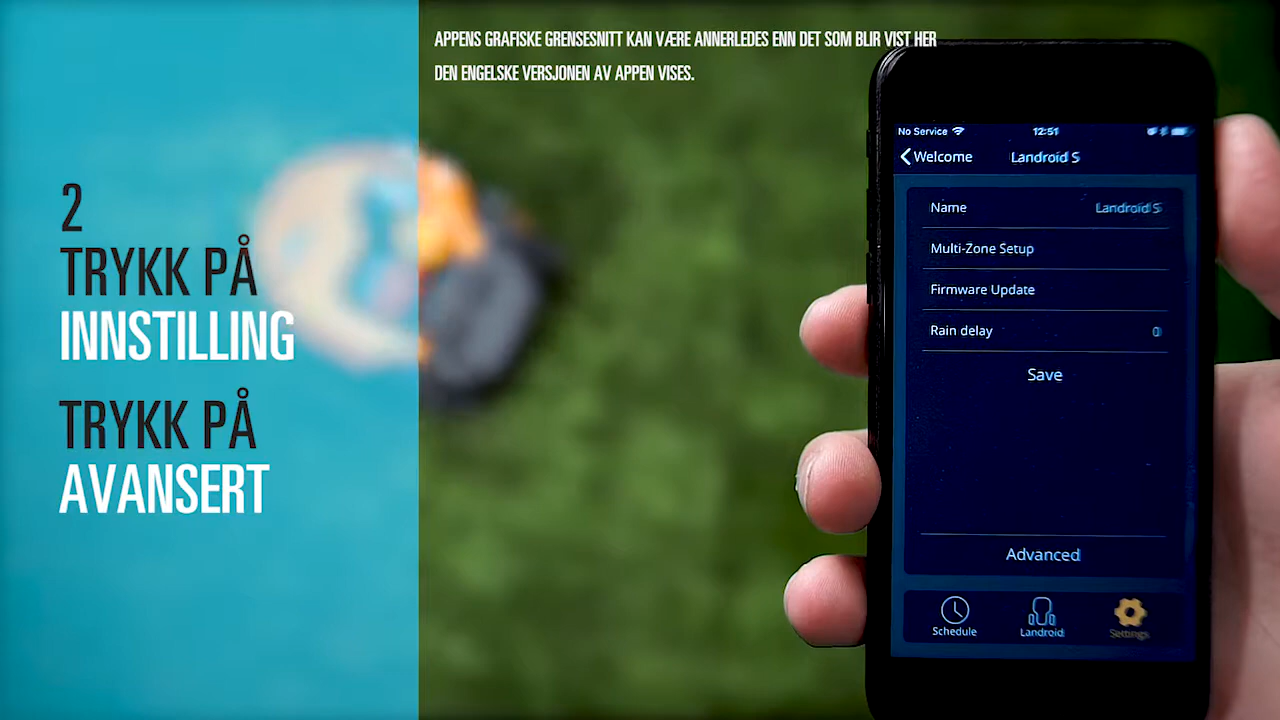 APPENS GRAFISKE GRENSESNITT KAN VÆRE ANNERLEDES ENN DET SOM BLIR VIST HER
DEN ENGELSKE VERSJONEN AV APPEN VISES.
2
TRYKK PÅ
INNSTILLING
TRYKK PÅ
AVANSERT
No Service 12:51
Welcome Landroid S
Name Landroid S
Multi-Zone Setup
Firmware Update
Rain delay 0
Save
Advanced
Schedule Landroid Settings